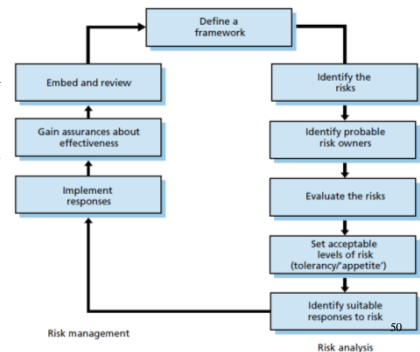 Define a
framework
Embed and review
Identify the
risks
Gain assurances about
effectiveness
Identify probable
risk owners
Implement
responses
Evaluate the risks
Set acceptable
levels of risk
(tolerancy/'appetite')
Identify suitable
responses to risk
50
Risk management
Risk analysis